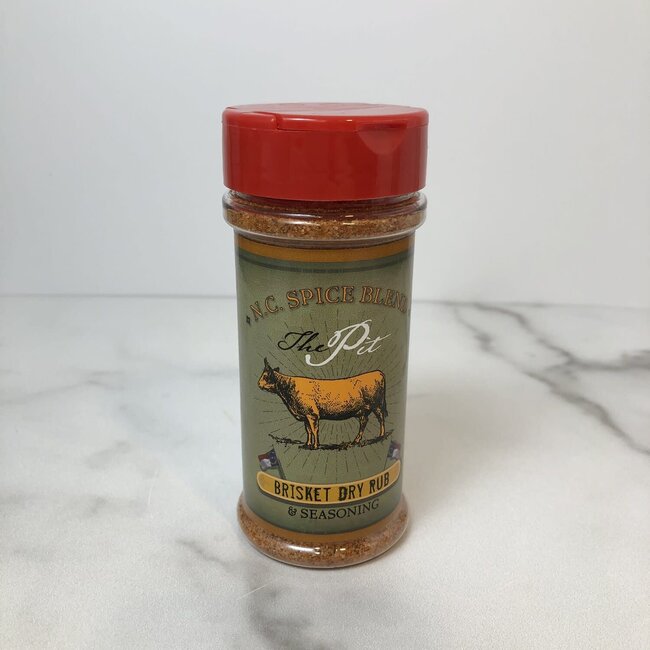 N.C. SPICE BLEND
The Pit
BRISKET DRY RUB
& SEASONING